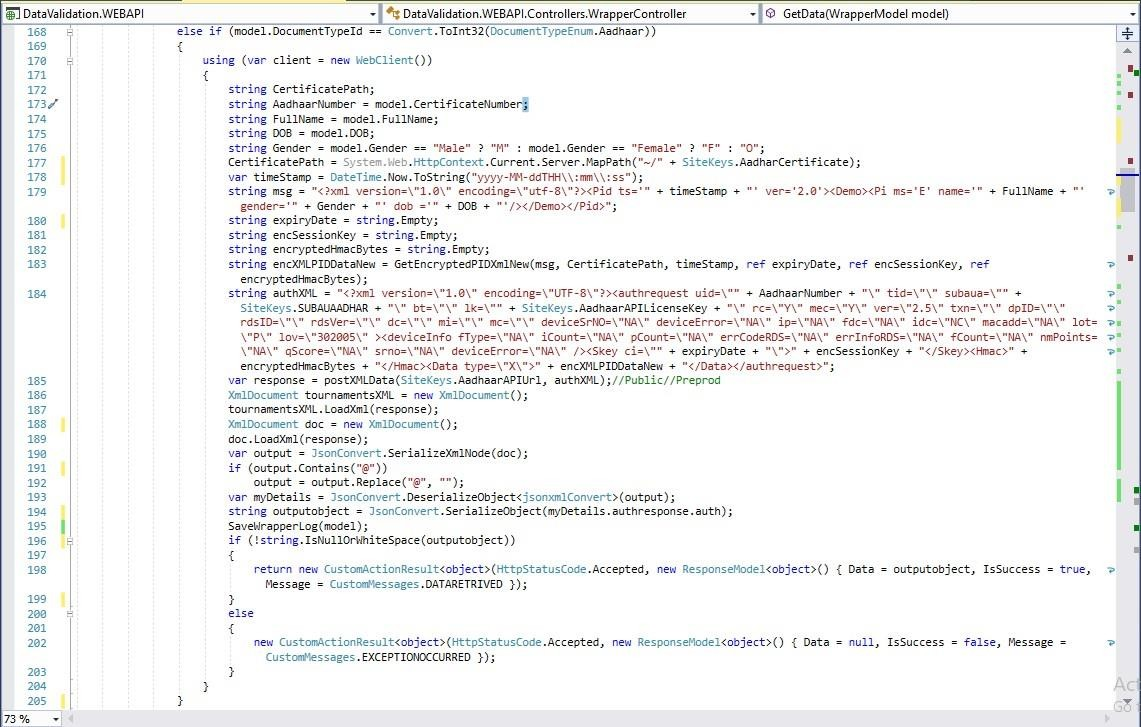 DataValidation.WEBAPI DataValidation.WEBAPI.Controllers.WrapperController GetData(WrapperModel model)
168 else if (model.DocumentTypeId == Convert.ToInt32(DocumentTypeEnum.Aadhaar))
169 {
170 using (var client = new WebClient())
171 {
172 string CertificatePath;
173 string AadhaarNumber = model.CertificateNumber;
174 string FullName = model.FullName;
175 string DOB = model.DOB;
176 string Gender = model.Gender == "Male" ? "M" : model.Gender == "Female" ? "F" : "O";
177 CertificatePath = System.Web.HttpContext.Current.Server.MapPath("~/" + SiteKeys.AadharCertificate);
178 var timeStamp = DateTime.Now.ToString("yyyy-MM-ddTHH\\:mm\\:ss");
179 string msg = "<?xml version=\"1.0\" encoding=\"utf-8\"?><Pid ts='" + timeStamp + "' ver='2.0'><Demo><Pi ms='E' name='" + FullName + "'
gender='" + Gender + "' dob ='" + DOB + "'/></Demo></Pid>";
180 string expiryDate = string.Empty;
181 string encSessionKey = string.Empty;
182 string encryptedHmacBytes = string.Empty;
183 string encXMLPIDDataNew = GetEncryptedPIDXmlNew(msg, CertificatePath, timeStamp, ref expiryDate, ref encSessionKey, ref
encryptedHmacBytes);
184 string authXML = "<?xml version=\"1.0\" encoding=\"UTF-8\"?><authrequest uid=\"" + AadhaarNumber + "\" tid=\"\" subaua=\"" +
SiteKeys.SUBAUAADHAR + "\" bt=\"\" lk=\"" + SiteKeys.AadhaarAPILicenseKey + "\" rc=\"Y\" mec=\"Y\" ver=\"2.5\" txn=\"\" dpID=\"\"
rdsID=\"\" rdsVer=\"\" dc=\"\" mi=\"\" mc=\"\" deviceSrNO=\"NA\" deviceError=\"NA\" ip=\"NA\" fdc=\"NA\" idc=\"NC\" macadd=\"NA\" lot=
\"P\" lov=\"302005\" ><deviceInfo fType=\"NA\" iCount=\"NA\" pCount=\"NA\" errCodeRDS=\"NA\" errInfoRDS=\"NA\" fCount=\"NA\" nmPoints=
\"NA\" qScore=\"NA\" srno=\"NA\" deviceError=\"NA\" /><Skey ci=\"" + expiryDate + "\">" + encSessionKey + "</Skey><Hmac>" +
encryptedHmacBytes + "</Hmac><Data type=\"X\">" + encXMLPIDDataNew + "</Data></authrequest>";
185 var response = postXMLData(SiteKeys.AadhaarAPIUrl, authXML);//Public//Preprod
186 XmlDocument tournamentsXML = new XmlDocument();
187 tournamentsXML.LoadXml(response);
188 XmlDocument doc = new XmlDocument();
189 doc.LoadXml(response);
190 var output = JsonConvert.SerializeXmlNode(doc);
191 if (output.Contains("@"))
192 output = output.Replace("@", "");
193 var myDetails = JsonConvert.DeserializeObject<jsonxmlConvert>(output);
194 string outputobject = JsonConvert.SerializeObject(myDetails.authresponse.auth);
195 SaveWrapperLog(model);
196 if (!string.IsNullOrWhiteSpace(outputobject))
197 {
198 return new CustomActionResult<object>(HttpStatusCode.Accepted, new ResponseModel<object>() { Data = outputobject, IsSuccess = true,
Message = CustomMessages.DATARETRIVED });
199 }
200 else
201 {
202 new CustomActionResult<object>(HttpStatusCode.Accepted, new ResponseModel<object>() { Data = null, IsSuccess = false, Message =
CustomMessages.EXCEPTIONOCCURRED });
203 }
204 }
205 }
73 %